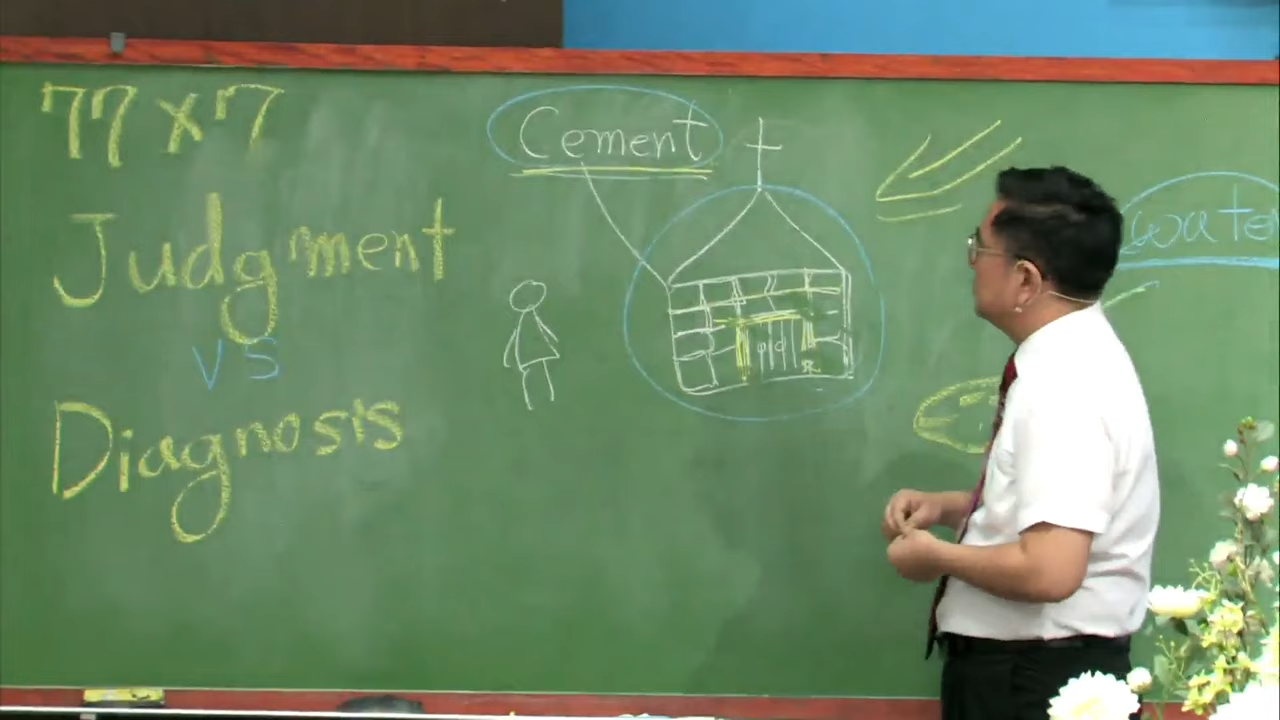 77 x 7
Judgment
vs
Diagnosis
Cement
water